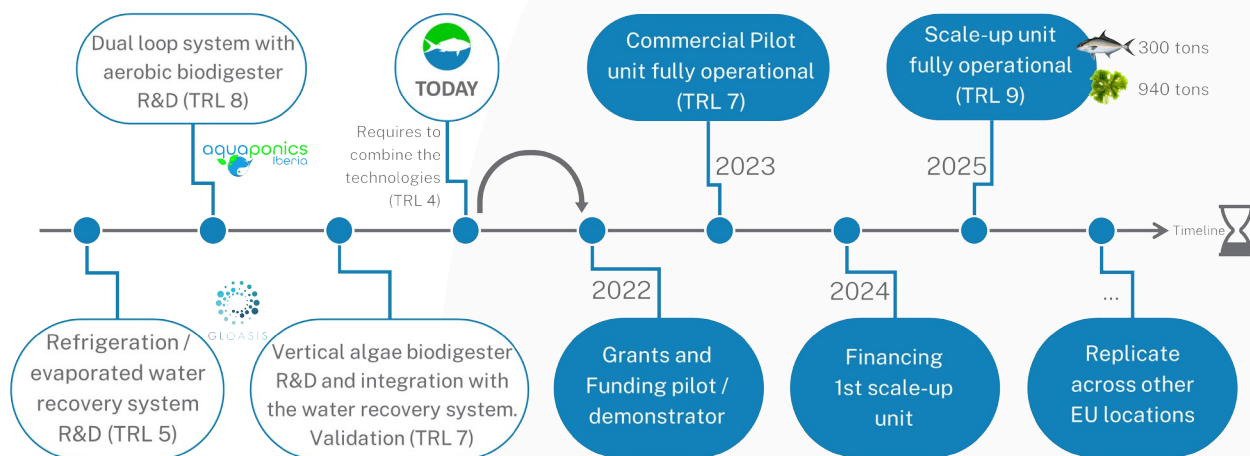 Dual loop system with
aerobic biodigester
R&D (TRL 8)
TODAY
Commercial Pilot
unit fully operational
(TRL 7)
Scale-up unit
fully operational
(TRL 9)
300 tons
940 tons
aquaponics
Iberia
Requires to
combine the
technologies
(TRL 4)
2023
2025
Timeline
2022
2024
...
GLOASIS
Refrigeration /
evaporated water
recovery system
R&D (TRL 5)
Vertical algae biodigester
R&D and integration with
the water recovery system.
Validation (TRL 7)
Grants and
Funding pilot /
demonstrator
Financing
1st scale-up
unit
Replicate
across other
EU locations